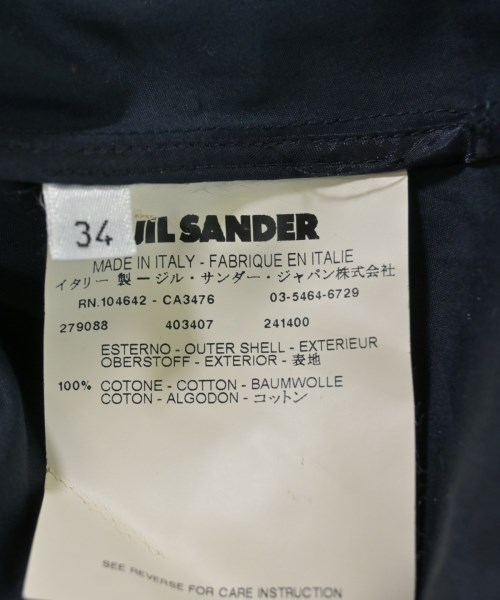 34 JIL SANDER
MADE IN ITALY - FABRIQUE EN ITALIE
イタリー製 ージル・サンダー・ジャパン株式会社
RN.104642 - CA3476 03-5464-6729
279088 403407 241400
ESTERNO - OUTER SHELL - EXTERIEUR
OBERSTOFF - EXTERIOR - 表地
100% COTONE - COTTON - BAUMWOLLE
COTON - ALGODON - コットン
SEE REVERSE FOR CARE INSTRUCTION